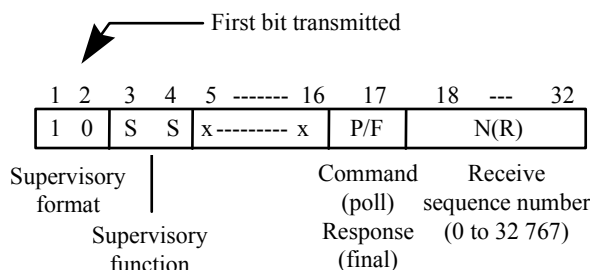 First bit transmitted
1 2 3 4 5 ------- 16 17 18 --- 32
1 0 S S x--------- x P/F N(R)
Supervisory format
Supervisory function
Command (poll)
Response (final)
Receive sequence number
(0 to 32 767)